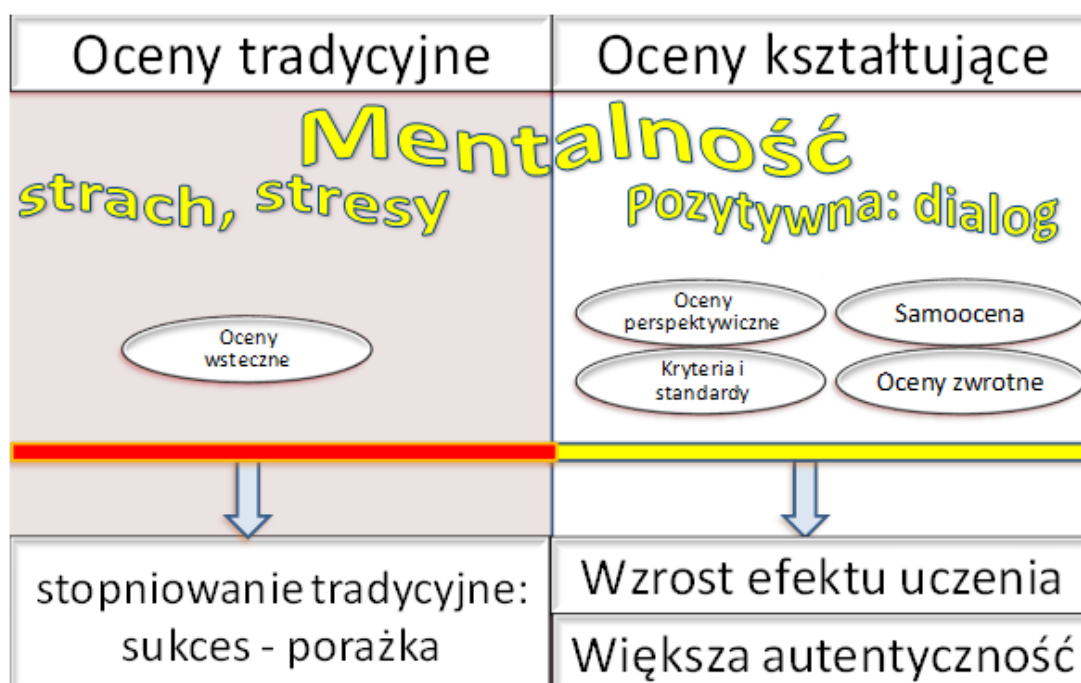 Oceny tradycyjne
Oceny kształtujące
Mentalność
strach, stresy
Pozytywna: dialog
Oceny
wsteczne
Oceny
perspektywiczne
Samoocena
Kryteria i
standardy
Oceny zwrotne
stopniowanie tradycyjne:
sukces - porażka
Wzrost efektu uczenia
Większa autentyczność